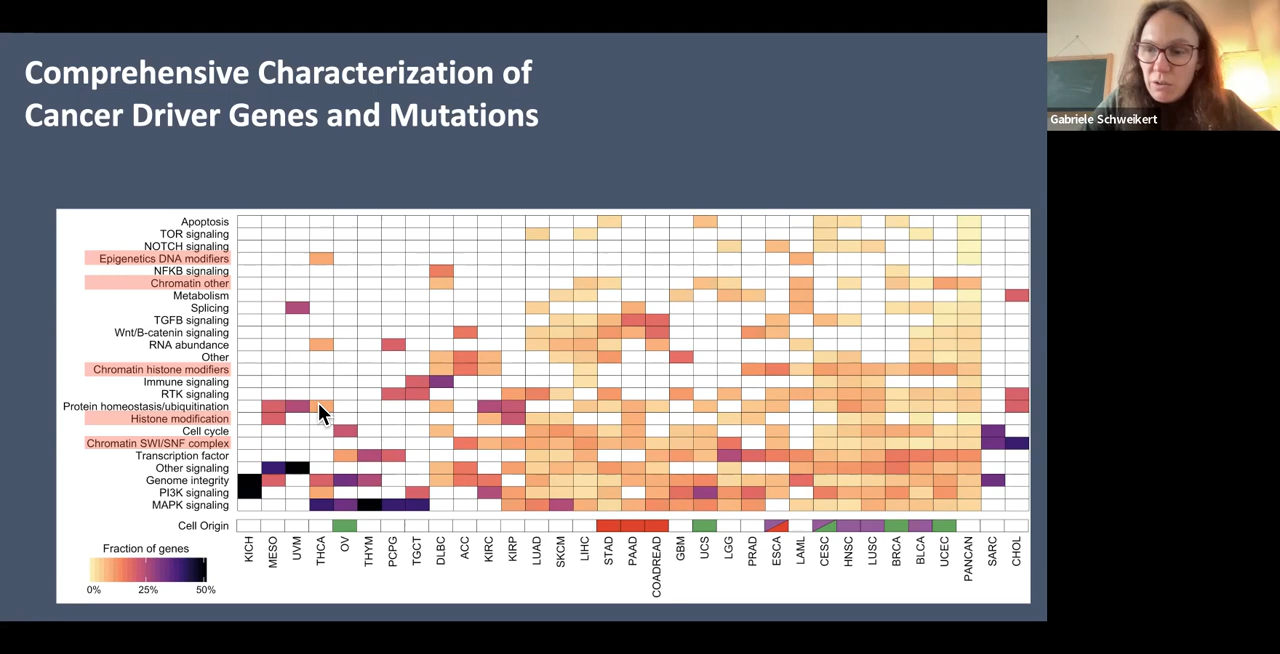 Comprehensive Characterization of
Cancer Driver Genes and Mutations
Gabriele Schweikert
Apoptosis
TOR signaling
NOTCH signaling
Epigenetics DNA modifiers
NFKB signaling
Chromatin other
Metabolism
Splicing
TGFB signaling
Wnt/B-catenin signaling
RNA abundance
Other
Chromatin histone modifiers
Immune signaling
RTK signaling
Protein homeostasis/ubiquitination
Histone modification
Cell cycle
Chromatin SWI/SNF complex
Transcription factor
Other signaling
Genome integrity
PI3K signaling
MAPK signaling
Cell Origin
KICH
MESO
UVM
THCA
OV
THYM
PCPG
TGCT
DLBC
ACC
KIRC
KIRP
LUAD
SKCM
LIHC
STAD
PAAD
COADREAD
GBM
UCS
LGG
PRAD
ESCA
LAML
CESC
HNSC
LUSC
BRCA
BLCA
UCEC
PANCAN
SARC
CHOL
Fraction of genes
0% 25% 50%